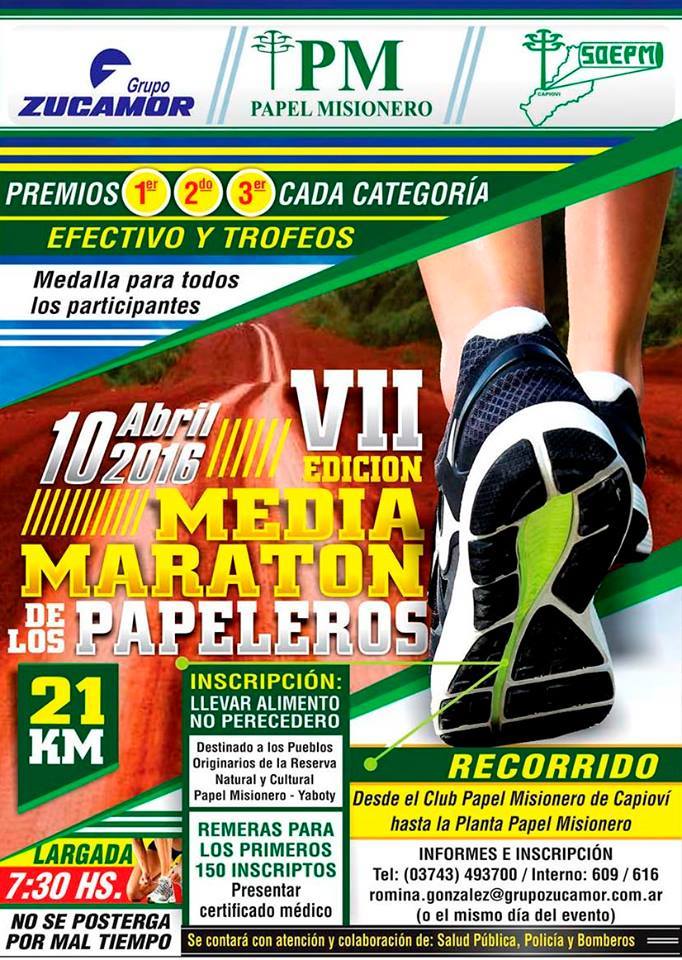 Grupo
ZUCAMOR
PM
PAPEL MISIONERO
SOEPM
CAPIOVI
PREMIOS 1er 2do 3er CADA CATEGORÍA
EFECTIVO Y TROFEOS
Medalla para todos
los participantes
10 Abril
2016
VII
EDICION
MEDIA
MARATON
DE
LOS PAPELEROS
21
KM
INSCRIPCIÓN:
LLEVAR ALIMENTO
NO PERECEDERO
Destinado a los Pueblos
Originarios de la Reserva
Natural y Cultural
Papel Misionero - Yaboty
REMERAS PARA
LOS PRIMEROS
150 INSCRIPTOS
Presentar
certificado médico
RECORRIDO
Desde el Club Papel Misionero de Capioví
hasta la Planta Papel Misionero
INFORMES E INSCRIPCIÓN
Tel: (03743) 493700 / Interno: 609 / 616
romina.gonzalez@grupozucamor.com.ar
(o el mismo día del evento)
LARGADA
7:30 HS.
NO SE POSTERGA
POR MAL TIEMPO
Se contará con atención y colaboración de: Salud Pública, Policía y Bomberos